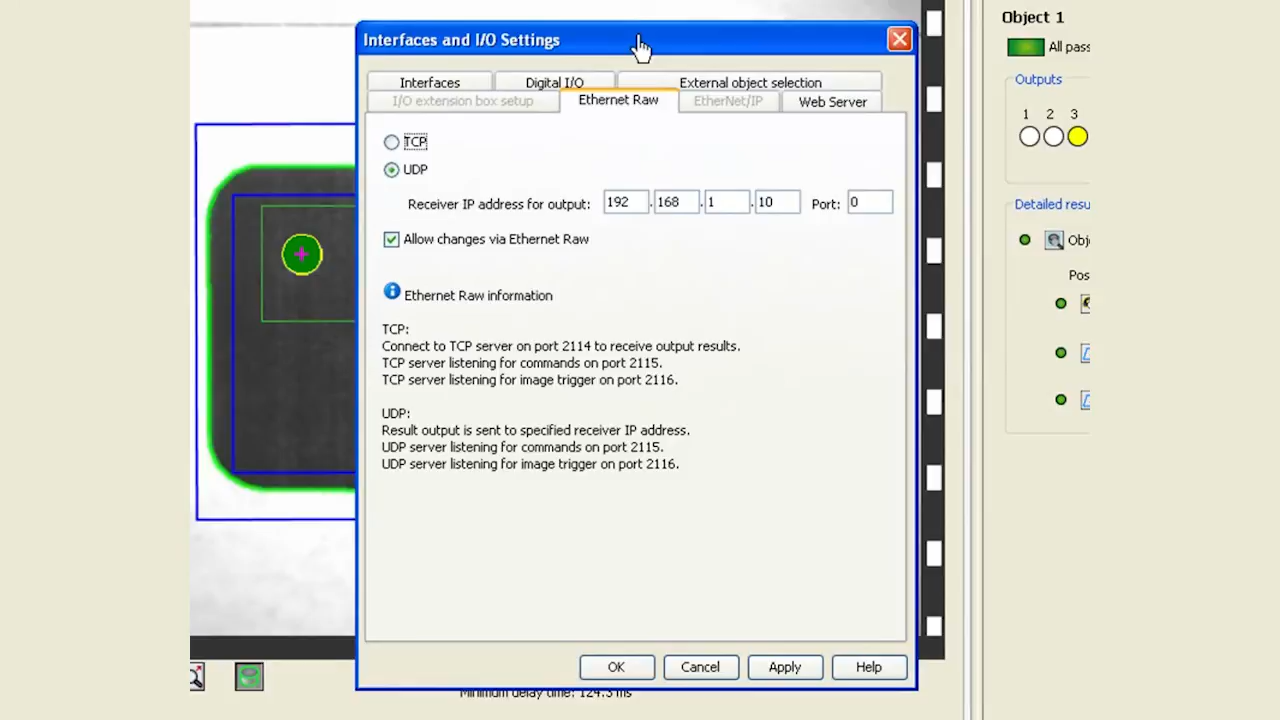 Interfaces and I/O Settings
Interfaces
Digital I/O
External object selection
I/O extension box setup
Ethernet Raw
EtherNet/IP
Web Server
TCP
UDP
Receiver IP address for output: 192 . 168 . 1 . 10 Port: 0
Allow changes via Ethernet Raw
Ethernet Raw information
TCP:
Connect to TCP server on port 2114 to receive output results.
TCP server listening for commands on port 2115.
TCP server listening for image trigger on port 2116.
UDP:
Result output is sent to specified receiver IP address.
UDP server listening for commands on port 2115.
UDP server listening for image trigger on port 2116.
OK Cancel Apply Help
Minimum delay time: 124.3 ms
Object 1
All pass
Outputs
1 2 3
Detailed resu
Obj
Pos